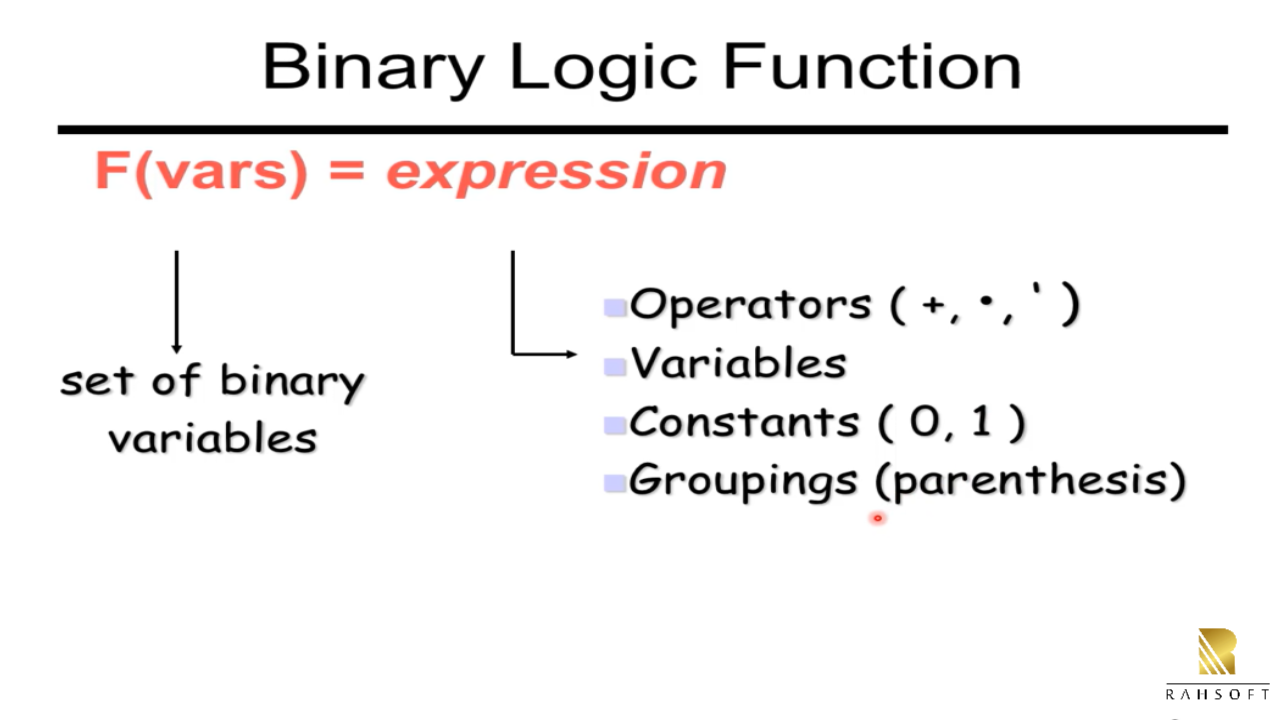 Binary Logic Function
F(vars) = expression
Operators ( +, •, ‘ )
set of binary
variables
Variables
Constants ( 0, 1 )
Groupings (parenthesis)
RAHSOFT